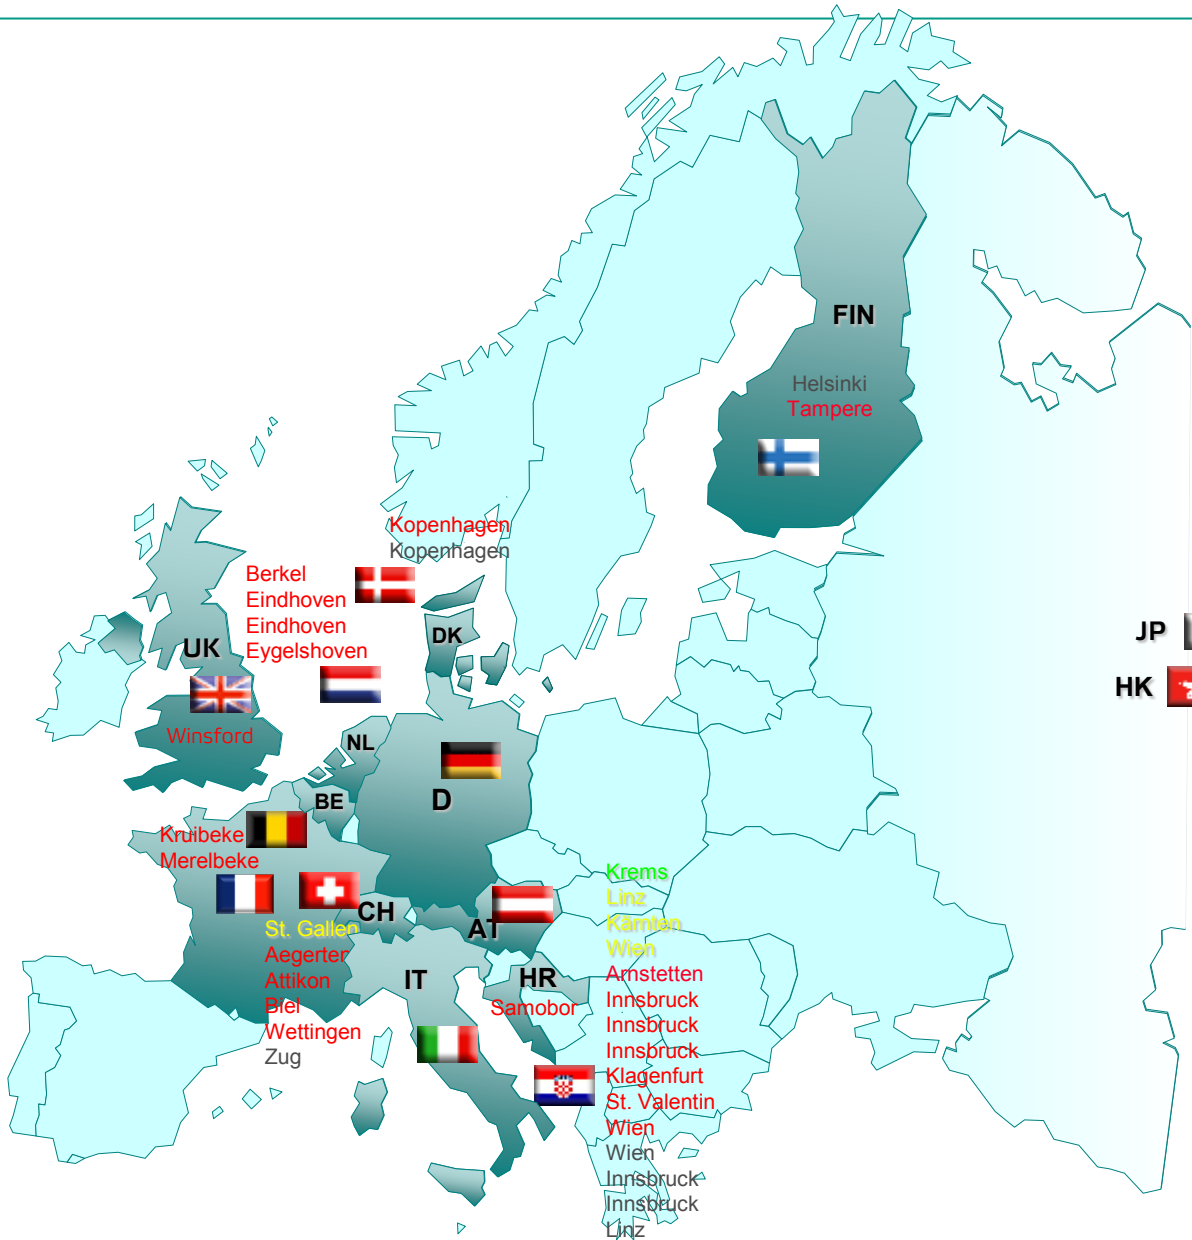 FIN
Helsinki
Tampere
Kopenhagen
Kopenhagen
Berkel
Eindhoven
Eindhoven
Eygelshoven
DK
UK
JP
HK
Winsford
NL
D
BE
Kruibeke
Merelbeke
CH
AT
St. Gallen
Aegerten
Attikon
Biel
Wettingen
Zug
IT
HR
Samobor
Krems
Linz
Kärnten
Wien
Amstetten
Innsbruck
Innsbruck
Innsbruck
Klagenfurt
St. Valentin
Wien
Wien
Innsbruck
Innsbruck
Linz